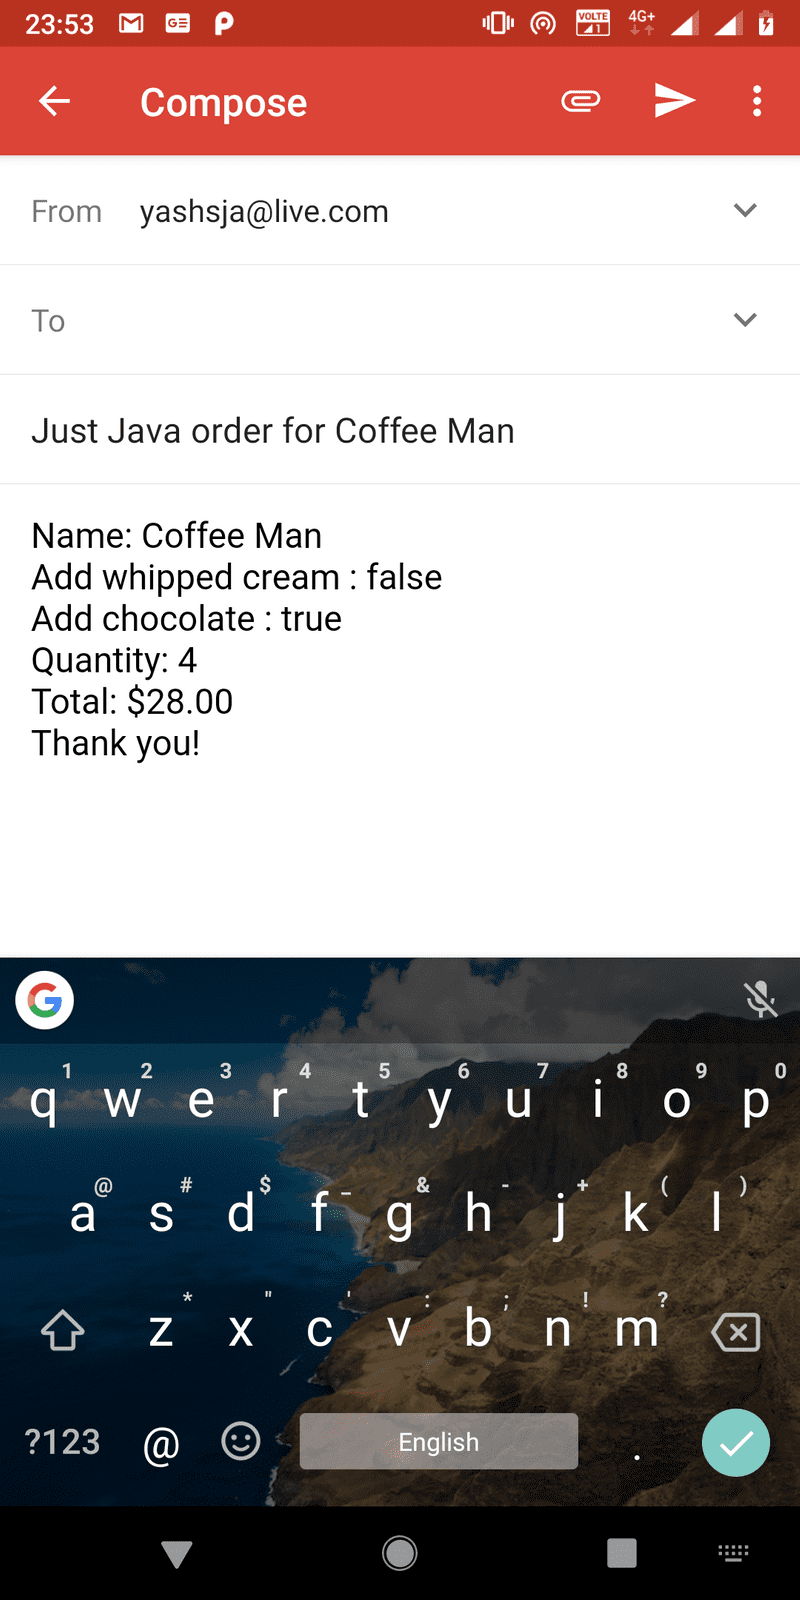 23:53
GE
VOLTE
1
4G+
Compose
From yashsja@live.com
To
Just Java order for Coffee Man
Name: Coffee Man
Add whipped cream : false
Add chocolate : true
Quantity: 4
Total: $28.00
Thank you!
G
1 2 3 4 5 6 7 8 9 0
q w e r t y u i o p
@ # $ _ & - + ( )
a s d f g h j k l
* " ' : ; ! ?
z x c v b n m
?123 @ English .